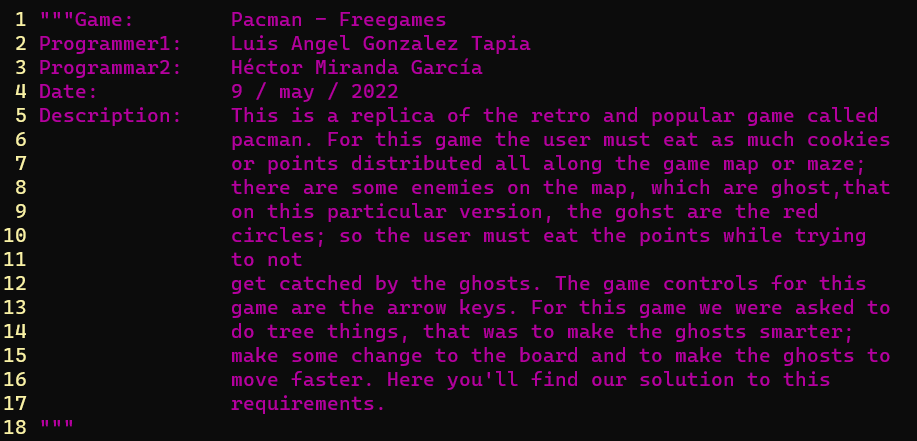 1 """Game: Pacman - Freegames
2 Programmer1: Luis Angel Gonzalez Tapia
3 Programmar2: Héctor Miranda García
4 Date: 9 / may / 2022
5 Description: This is a replica of the retro and popular game called
6 pacman. For this game the user must eat as much cookies
7 or points distributed all along the game map or maze;
8 there are some enemies on the map, which are ghost,that
9 on this particular version, the gohst are the red
10 circles; so the user must eat the points while trying
11 to not
12 get catched by the ghosts. The game controls for this
13 game are the arrow keys. For this game we were asked to
14 do tree things, that was to make the ghosts smarter;
15 make some change to the board and to make the ghosts to
16 move faster. Here you'll find our solution to this
17 requirements.
18 """